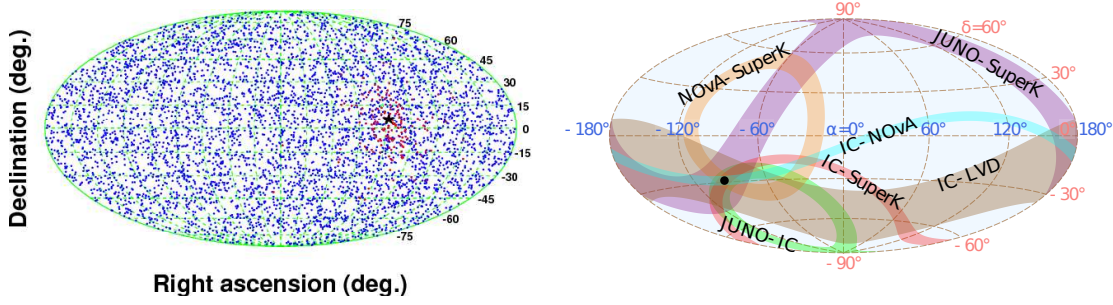 Declination (deg.)
75
60
45
30
15
0
-15
-30
-45
-60
-75
Right ascension (deg.)
90°
δ=60°
JUNO-SuperK
NOvA-SuperK
30°
-180°
-120°
-60°
α=0°
60°
120°
180°
IC-NOvA
IC-SuperK
IC-LVD
-30°
JUNO-IC
-60°
-90°